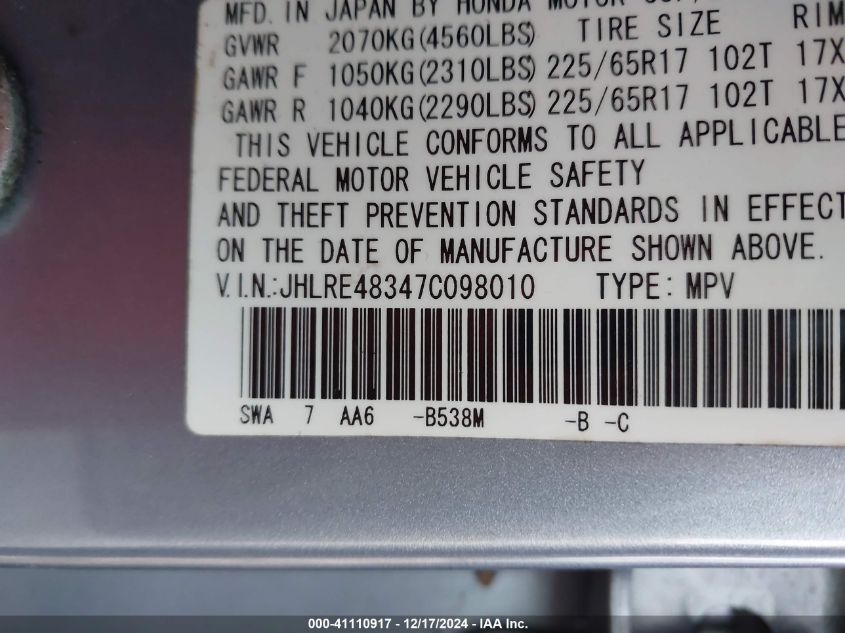 MFD. IN JAPAN BY HONDA MOTOR
GVWR 2070KG(4560LBS) TIRE SIZE RIM
GAWR F 1050KG(2310LBS) 225/65R17 102T 17X
GAWR R 1040KG(2290LBS) 225/65R17 102T 17X
THIS VEHICLE CONFORMS TO ALL APPLICABLE
FEDERAL MOTOR VEHICLE SAFETY
AND THEFT PREVENTION STANDARDS IN EFFECT
ON THE DATE OF MANUFACTURE SHOWN ABOVE.
V.I.N.:JHLRE48347C098010 TYPE: MPV
SWA 7 AA6 -B538M -B -C
000-41110917 - 12/17/2024 - IAA Inc.